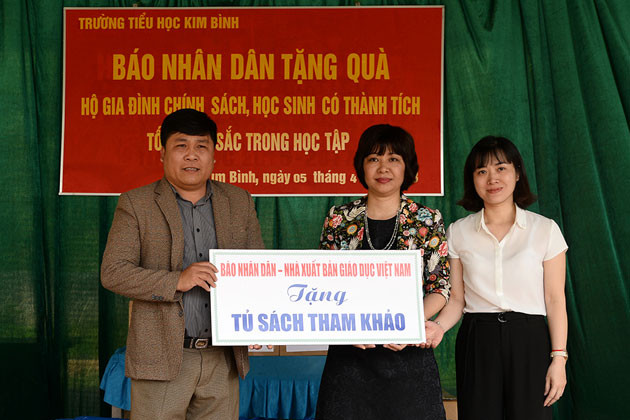 TRƯỜNG TIỂU HỌC KIM BÌNH
BÁO NHÂN DÂN TẶNG QUÀ
HỘ GIA ĐÌNH CHÍNH SÁCH, HỌC SINH CÓ THÀNH TÍCH
SẮC TRONG HỌC TẬP
Bình, ngày 05 tháng 4
BÁO NHÂN DÂN - NHÀ XUẤT BẢN GIÁO DỤC VIỆT NAM
Tặng
TỦ SÁCH THAM KHẢO